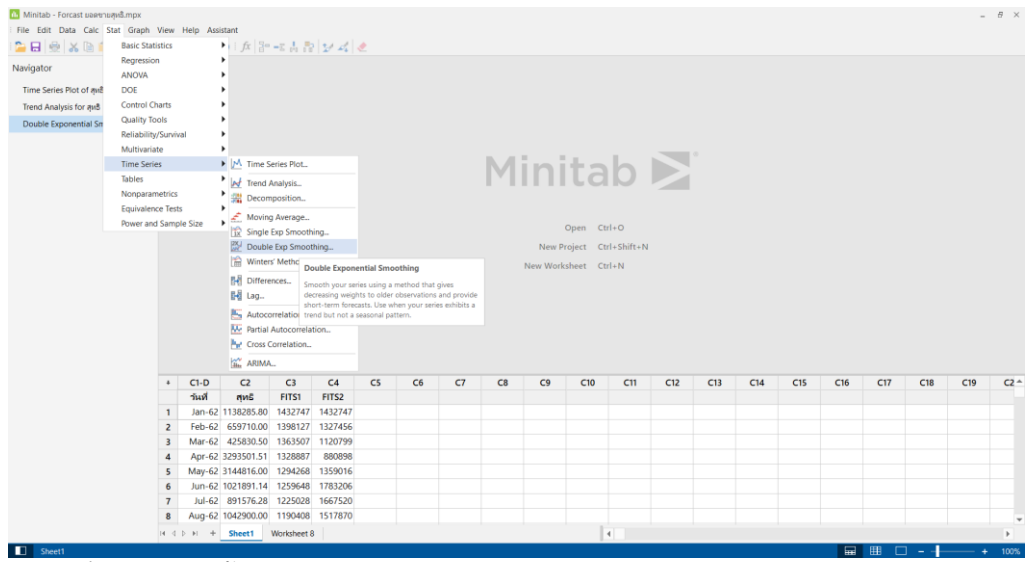 Minitab - Forcast ยอดขายสุทธิ.mpx
File Edit Data Calc Stat Graph View Help Assistant
Navigator
Time Series Plot of สุทธิ
Trend Analysis for สุทธิ
Double Exponential Sm
Basic Statistics
Regression
ANOVA
DOE
Control Charts
Quality Tools
Reliability/Survival
Multivariate
Time Series
Tables
Nonparametrics
Equivalence Tests
Power and Sample Size
Time Series Plot...
Trend Analysis...
Decomposition...
Moving Average...
Single Exp Smoothing...
Double Exp Smoothing...
Winters' Metho
Differences...
Lag...
Autocorrelation
Partial Autocorrelation...
Cross Correlation...
ARIMA...
Double Exponential Smoothing
Smooth your series using a method that gives
decreasing weights to older observations and provide
short-term forecasts. Use when your series exhibits a
trend but not a seasonal pattern.
Minitab
Open Ctrl+O
New Project Ctrl+Shift+N
New Worksheet Ctrl+N
C1-D C2 C3 C4 C5 C6 C7 C8 C9 C10 C11 C12 C13 C14 C15 C16 C17 C18 C19 C2
วันที่ สุทธิ FITS1 FITS2
1 Jan-62 1138285.80 1432747 1432747
2 Feb-62 659710.00 1398127 1327456
3 Mar-62 425830.50 1363507 1120799
4 Apr-62 3293501.51 1328887 880898
5 May-62 3144816.00 1294268 1359016
6 Jun-62 1021891.14 1259648 1783206
7 Jul-62 891576.28 1225028 1667520
8 Aug-62 1042900.00 1190408 1517870
Sheet1 Worksheet 8
Sheet1 100%